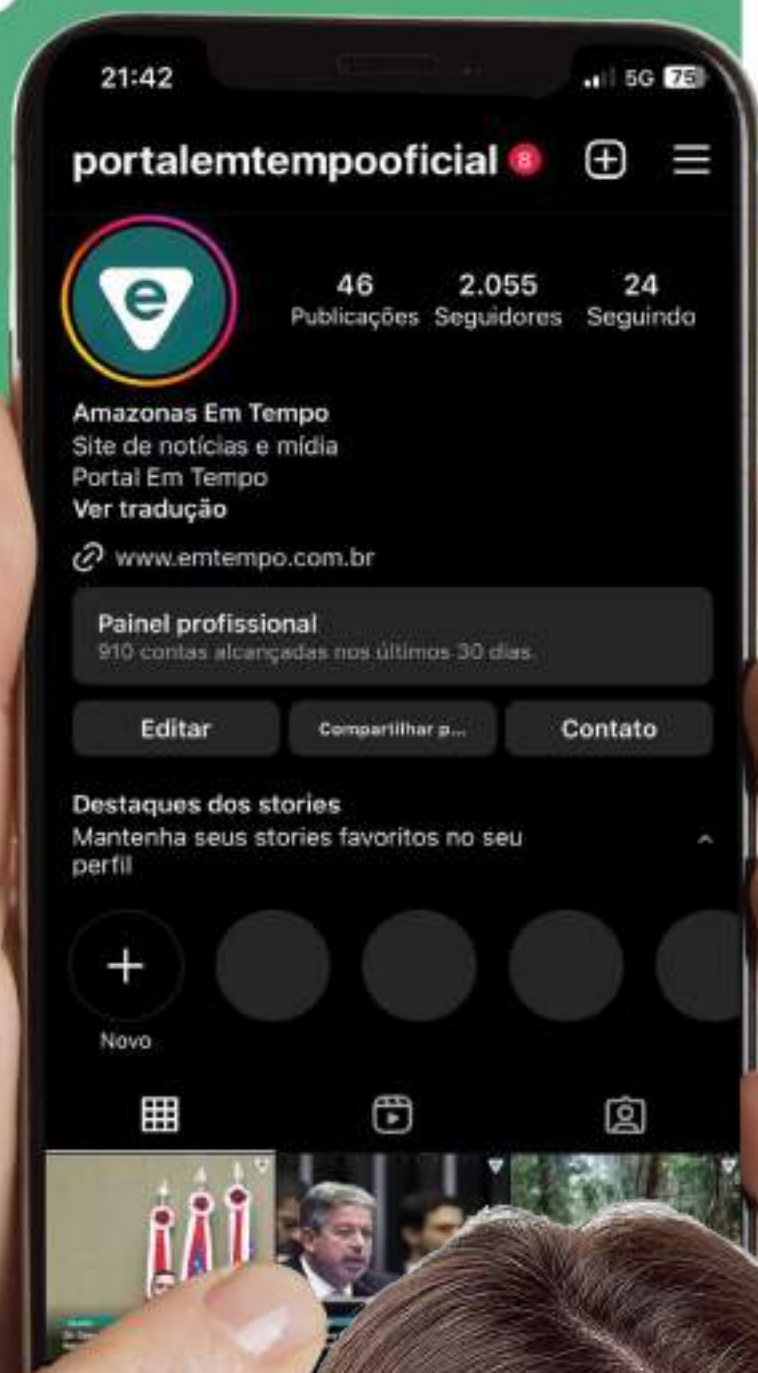 21:42
5G 75
portalemtempooficial 8
e
46 2.055 24
Publicações Seguidores Seguindo
Amazonas Em Tempo
Site de notícias e mídia
Portal Em Tempo
Ver tradução
www.emtempo.com.br
Painel profissional
910 contas alcançadas nos últimos 30 dias.
Editar Compartilhar p... Contato
Destaques dos stories
Mantenha seus stories favoritos no seu
perfil
Novo